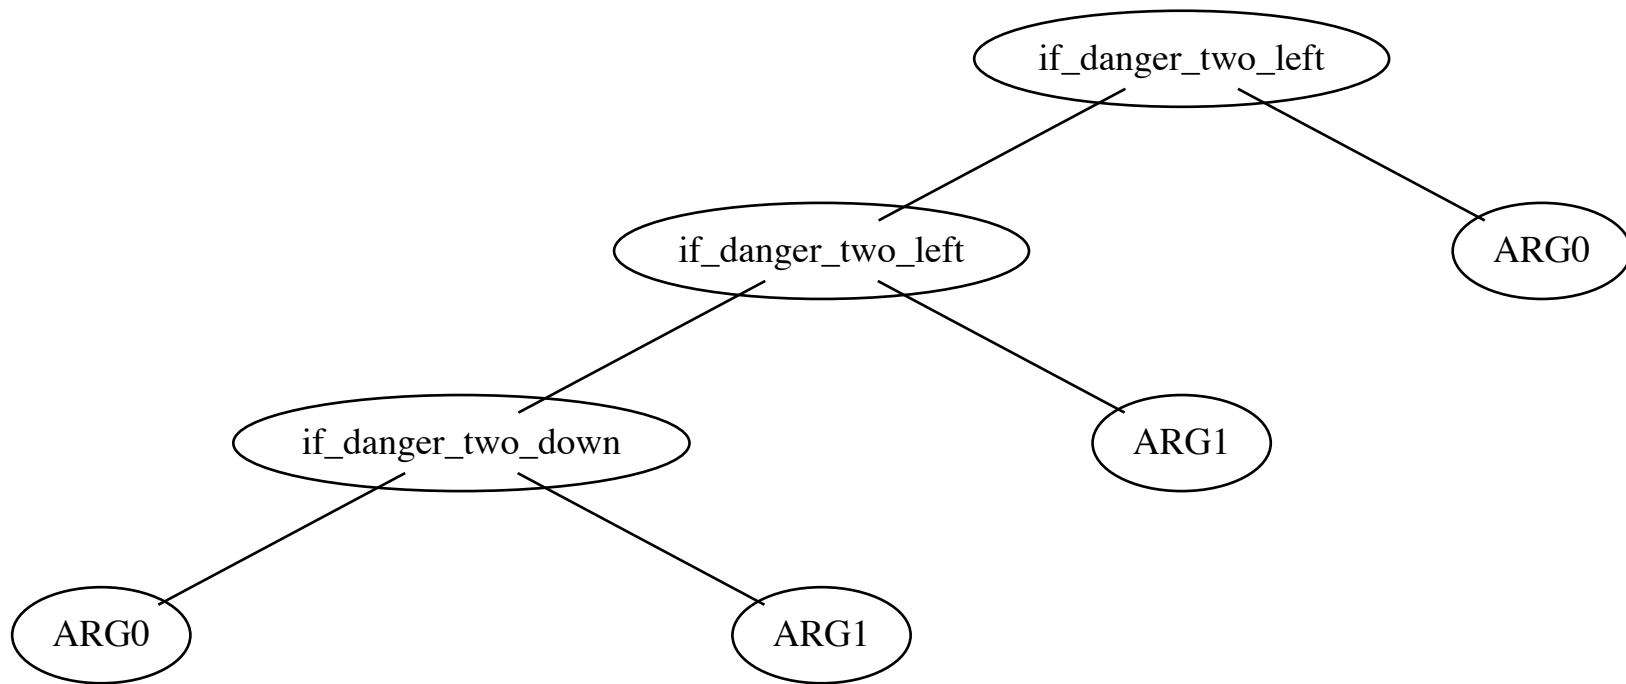 if_danger_two_left
if_danger_two_left
ARG0
if_danger_two_down
ARG1
ARG0
ARG1